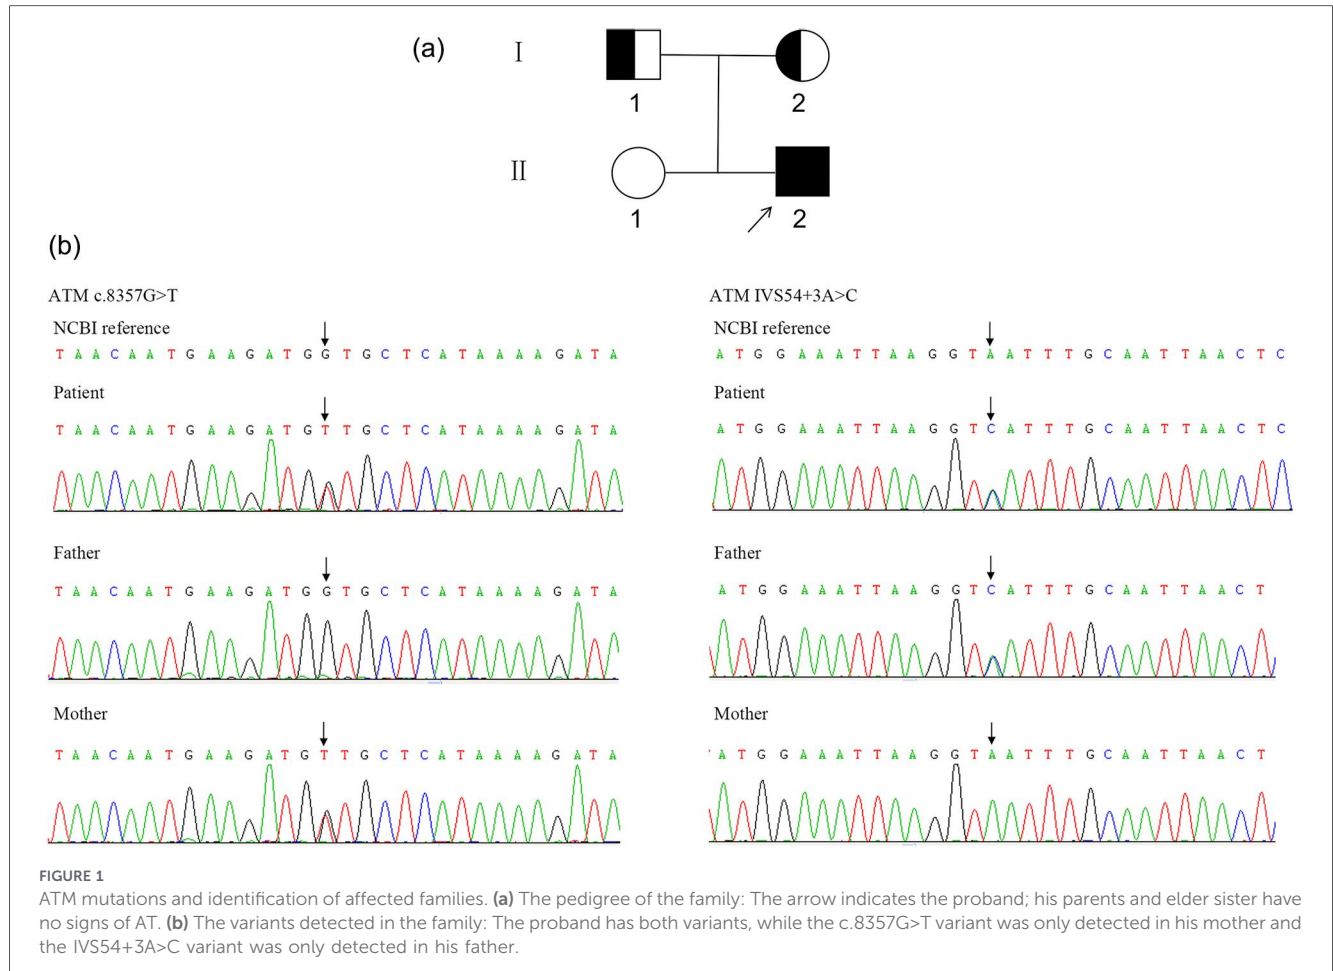 (a)
I
1
2
II
1
2
(b)
ATM c.8357G>T
NCBI reference
T A A C A A T G A A G A T G G T G C T C A T A A A A G A T A
Patient
T A A C A A T G A A G A T G T T G C T C A T A A A A G A T A
Father
T A A C A A T G A A G A T G G T G C T C A T A A A A G A T A
Mother
T A A C A A T G A A G A T G T T G C T C A T A A A A G A T A
ATM IVS54+3A>C
NCBI reference
A T G G A A A T T A A G G T A A T T T G C A A T T A A C T C
Patient
A T G G A A A T T A A G G T C A T T T G C A A T T A A C T C
Father
A T G G A A A T T A A G G T C A T T T G C A A T T A A C T
Mother
A T G G A A A T T A A G G T A A T T T G C A A T T A A C T
FIGURE 1
ATM mutations and identification of affected families. (a) The pedigree of the family: The arrow indicates the proband; his parents and elder sister have
no signs of AT. (b) The variants detected in the family: The proband has both variants, while the c.8357G>T variant was only detected in his mother and
the IVS54+3A>C variant was only detected in his father.